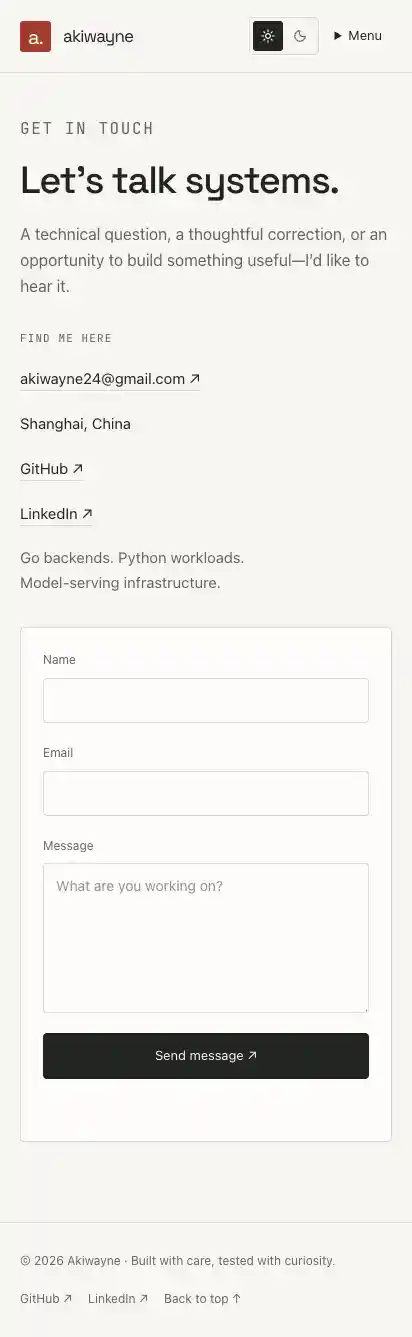 a. akiwayne ▶ Menu
GET IN TOUCH
Let’s talk systems.
A technical question, a thoughtful correction, or an
opportunity to build something useful—I’d like to
hear it.
FIND ME HERE
akiwayne24@gmail.com ↗
Shanghai, China
GitHub ↗
LinkedIn ↗
Go backends. Python workloads.
Model-serving infrastructure.
Name
Email
Message
What are you working on?
Send message ↗
© 2026 Akiwayne · Built with care, tested with curiosity.
GitHub ↗ LinkedIn ↗ Back to top ↑